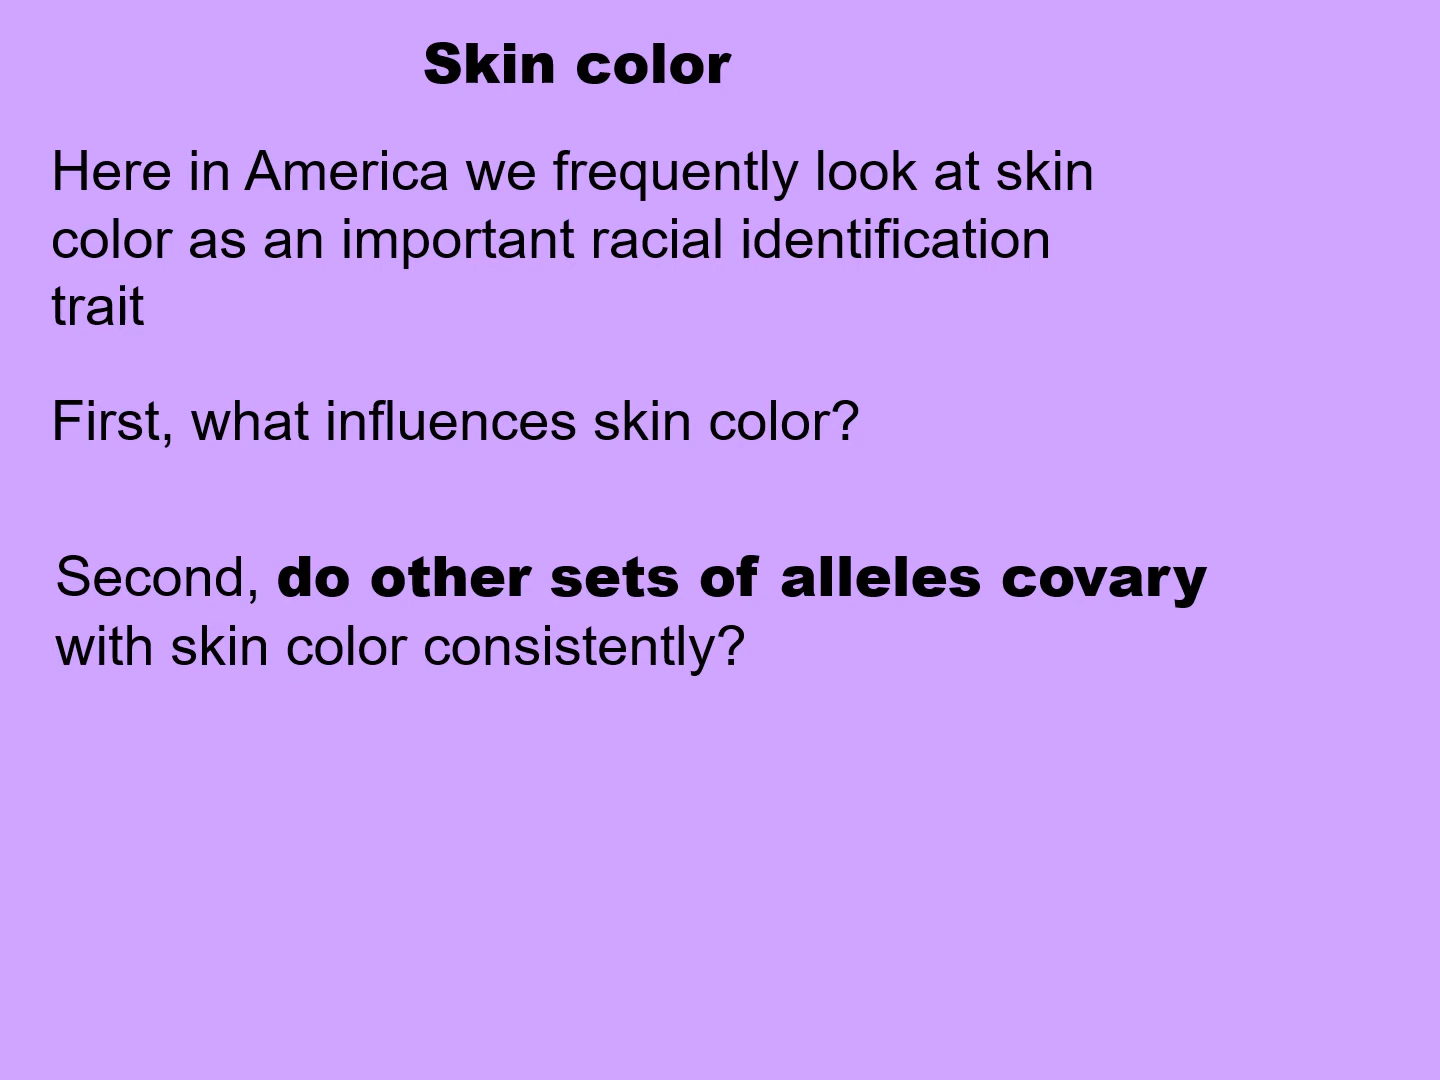 Skin color
Here in America we frequently look at skin
color as an important racial identification
trait
First, what influences skin color?
Second, do other sets of alleles covary
with skin color consistently?